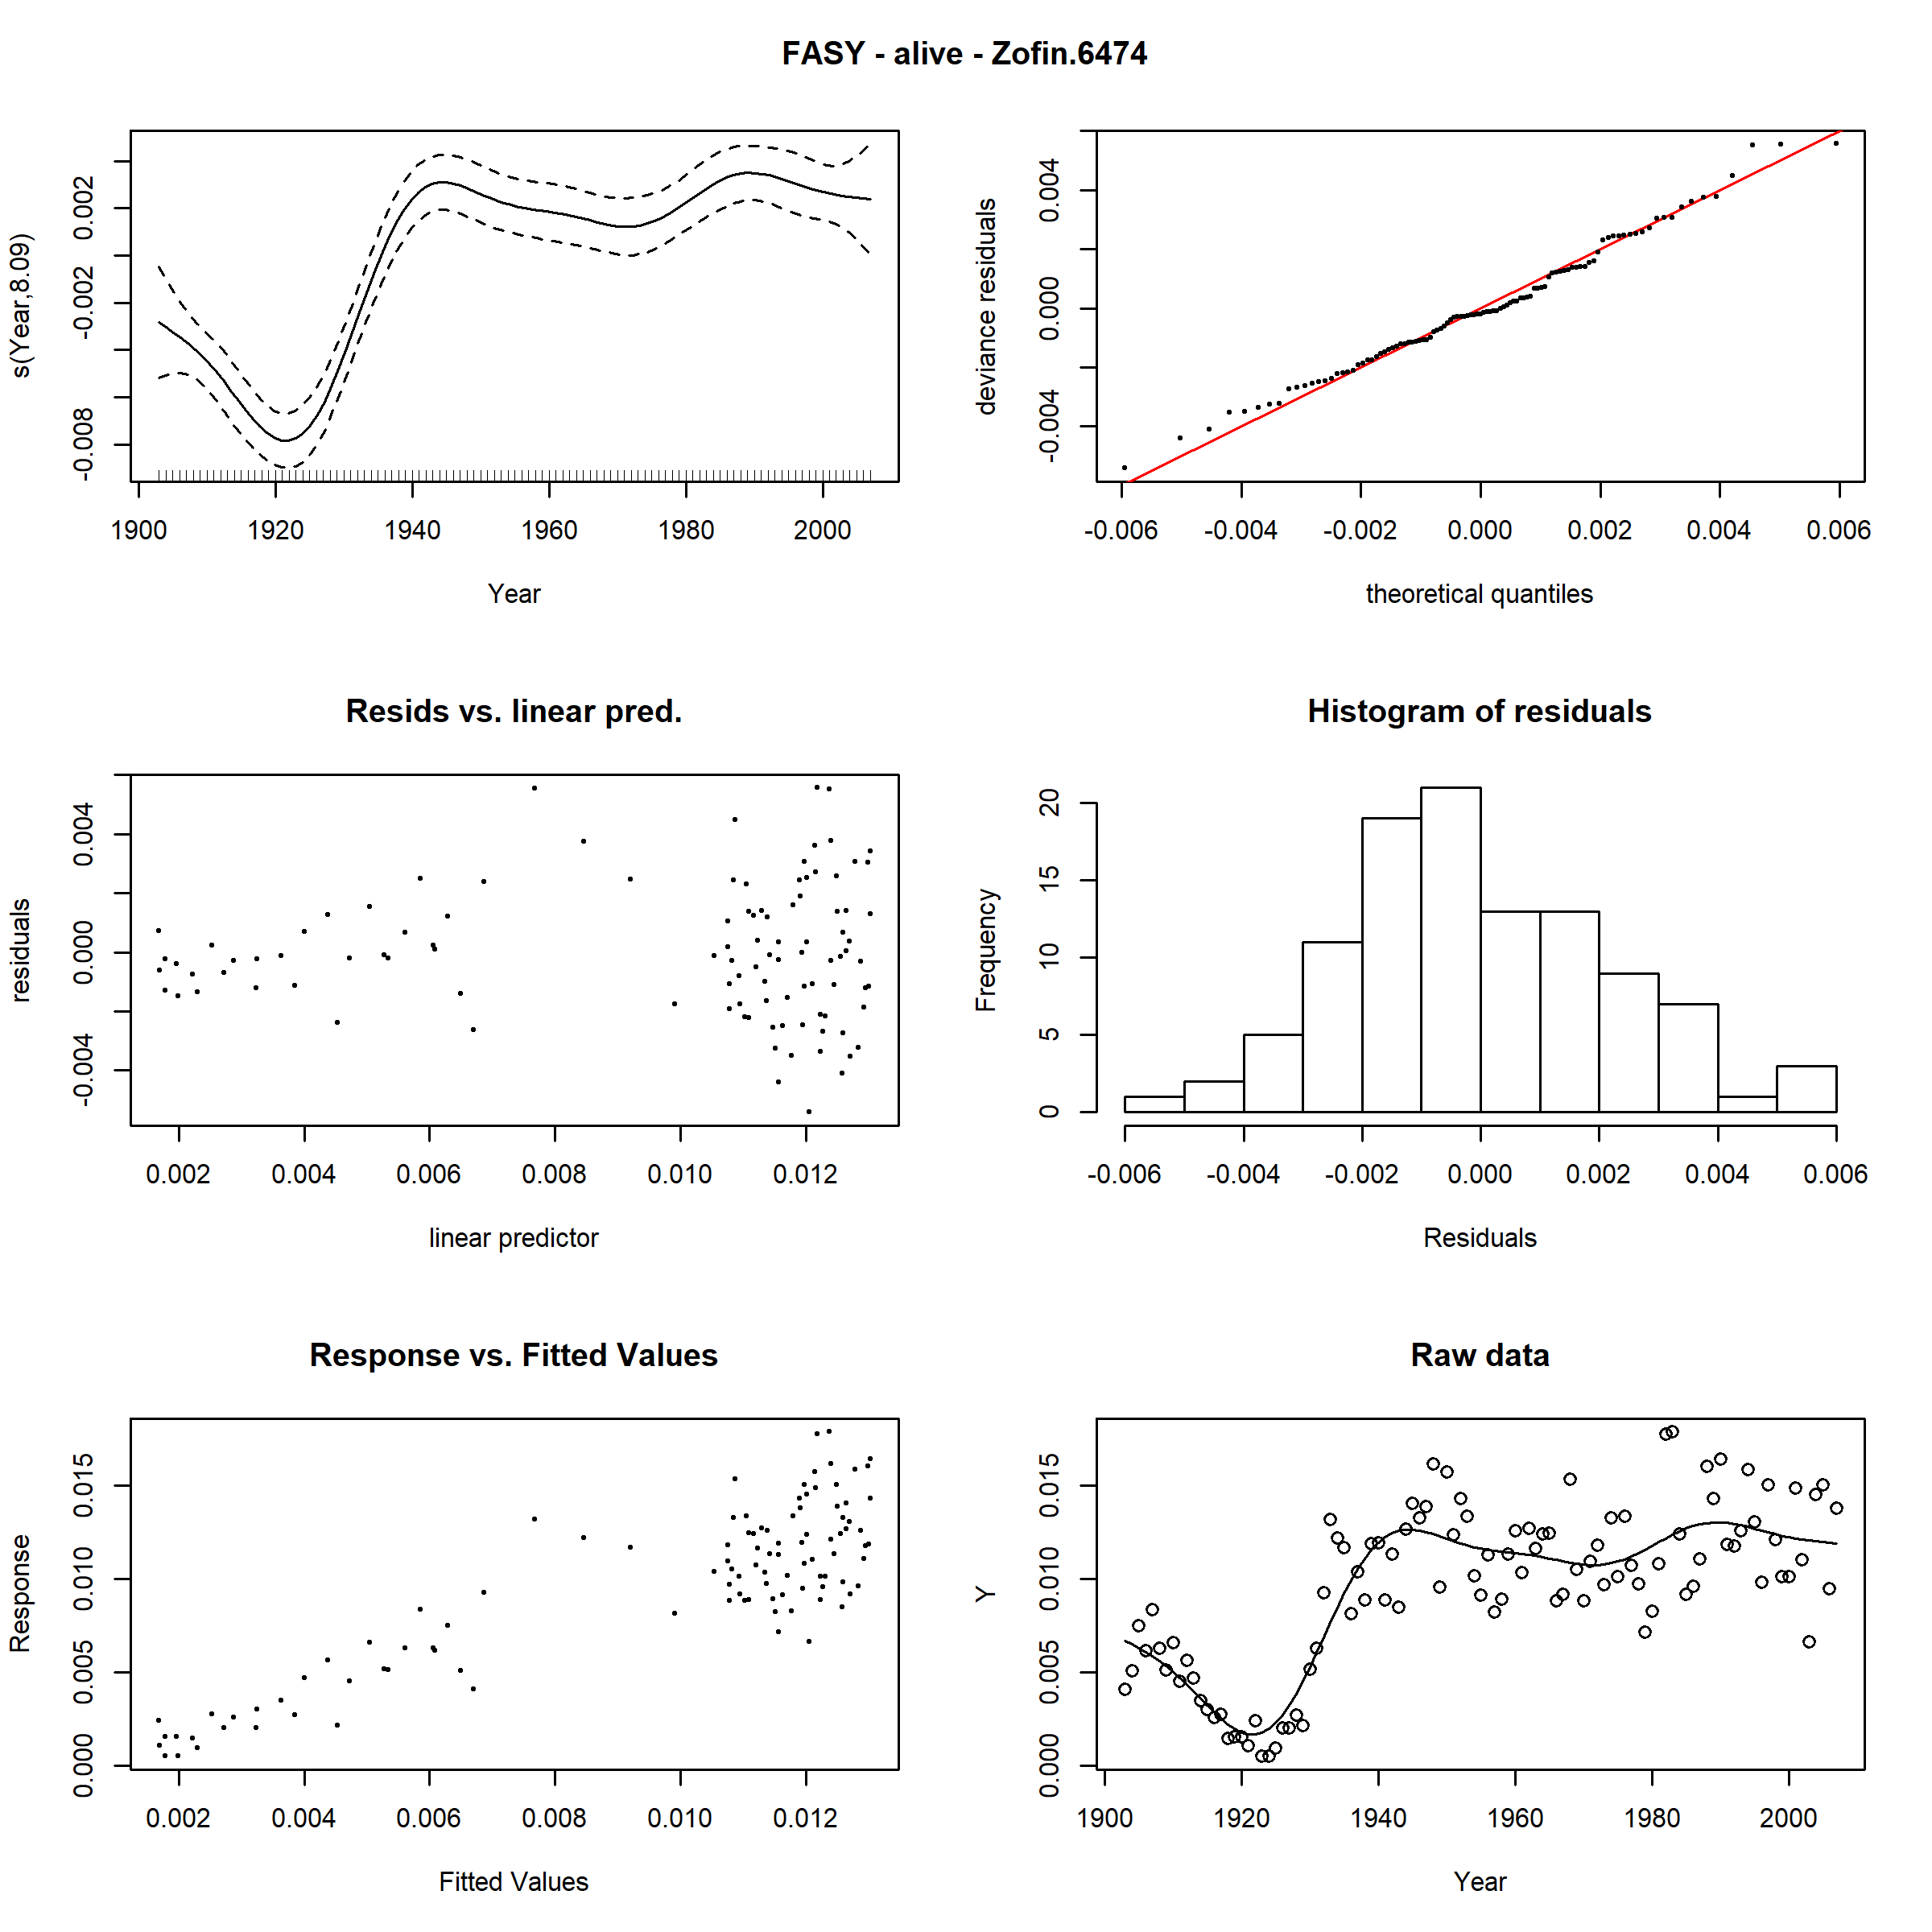 FASY - alive - Zofin.6474
s(Year,8.09)
-0.008 -0.002 0.002
1900 1920 1940 1960 1980 2000
Year
deviance residuals
-0.004 0.000 0.004
-0.006 -0.004 -0.002 0.000 0.002 0.004 0.006
theoretical quantiles
Resids vs. linear pred.
residuals
-0.004 0.000 0.004
0.002 0.004 0.006 0.008 0.010 0.012
linear predictor
Histogram of residuals
Frequency
0 5 10 15 20
-0.006 -0.004 -0.002 0.000 0.002 0.004 0.006
Residuals
Response vs. Fitted Values
Response
0.000 0.005 0.010 0.015
0.002 0.004 0.006 0.008 0.010 0.012
Fitted Values
Raw data
Y
0.000 0.005 0.010 0.015
1900 1920 1940 1960 1980 2000
Year